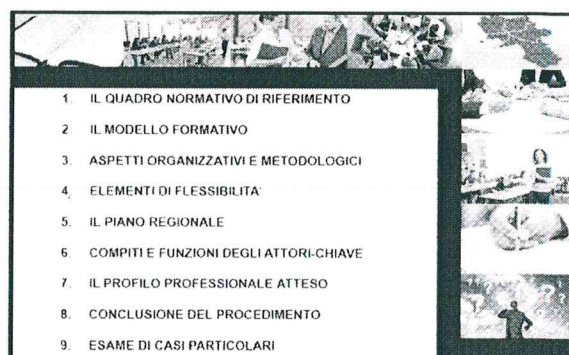 1. IL QUADRO NORMATIVO DI RIFERIMENTO
2. IL MODELLO FORMATIVO
3. ASPETTI ORGANIZZATIVI E METODOLOGICI
4. ELEMENTI DI FLESSIBILITA'
5. IL PIANO REGIONALE
6. COMPITI E FUNZIONI DEGLI ATTORI-CHIAVE
7. IL PROFILO PROFESSIONALE ATTESO
8. CONCLUSIONE DEL PROCEDIMENTO
9. ESAME DI CASI PARTICOLARI